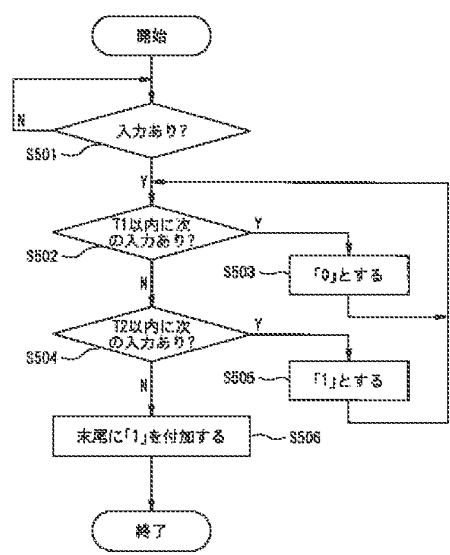 開始
N
入力あり?
S501
Y
T1以内に次
の入力あり?
Y
S502
S503
「0」とする
N
T2以内に次
の入力あり?
Y
S504
S505
「1」とする
N
末尾に「1」を付加する
S506
終了